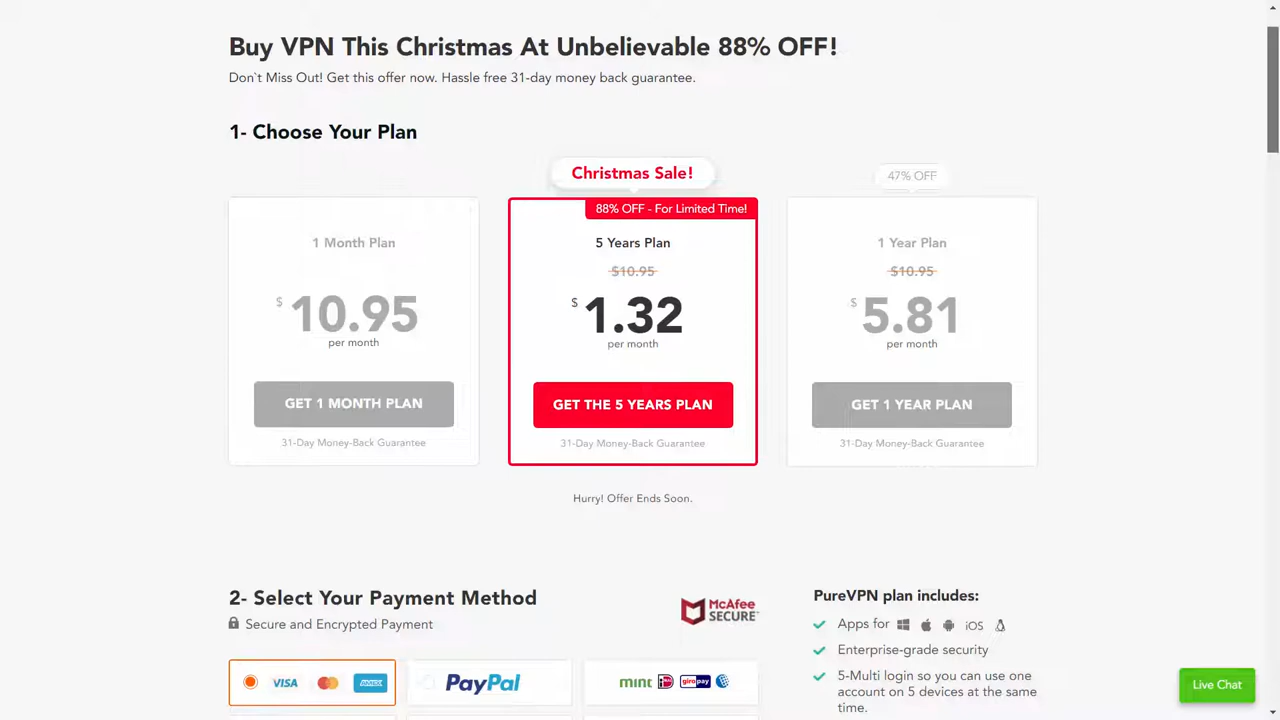 Buy VPN This Christmas At Unbelievable 88% OFF!
Don`t Miss Out! Get this offer now. Hassle free 31-day money back guarantee.
1- Choose Your Plan
1 Month Plan
$ 10.95
per month
GET 1 MONTH PLAN
31-Day Money-Back Guarantee
Christmas Sale!
88% OFF - For Limited Time!
5 Years Plan
$10.95
$ 1.32
per month
GET THE 5 YEARS PLAN
31-Day Money-Back Guarantee
47% OFF
1 Year Plan
$10.95
$ 5.81
per month
GET 1 YEAR PLAN
31-Day Money-Back Guarantee
Hurry! Offer Ends Soon.
2- Select Your Payment Method
Secure and Encrypted Payment
McAfee
SECURE
VISA
AMEX
PayPal
mint
giropay
PureVPN plan includes:
Apps for
iOS
Enterprise-grade security
5-Multi login so you can use one
account on 5 devices at the same
time.
Live Chat